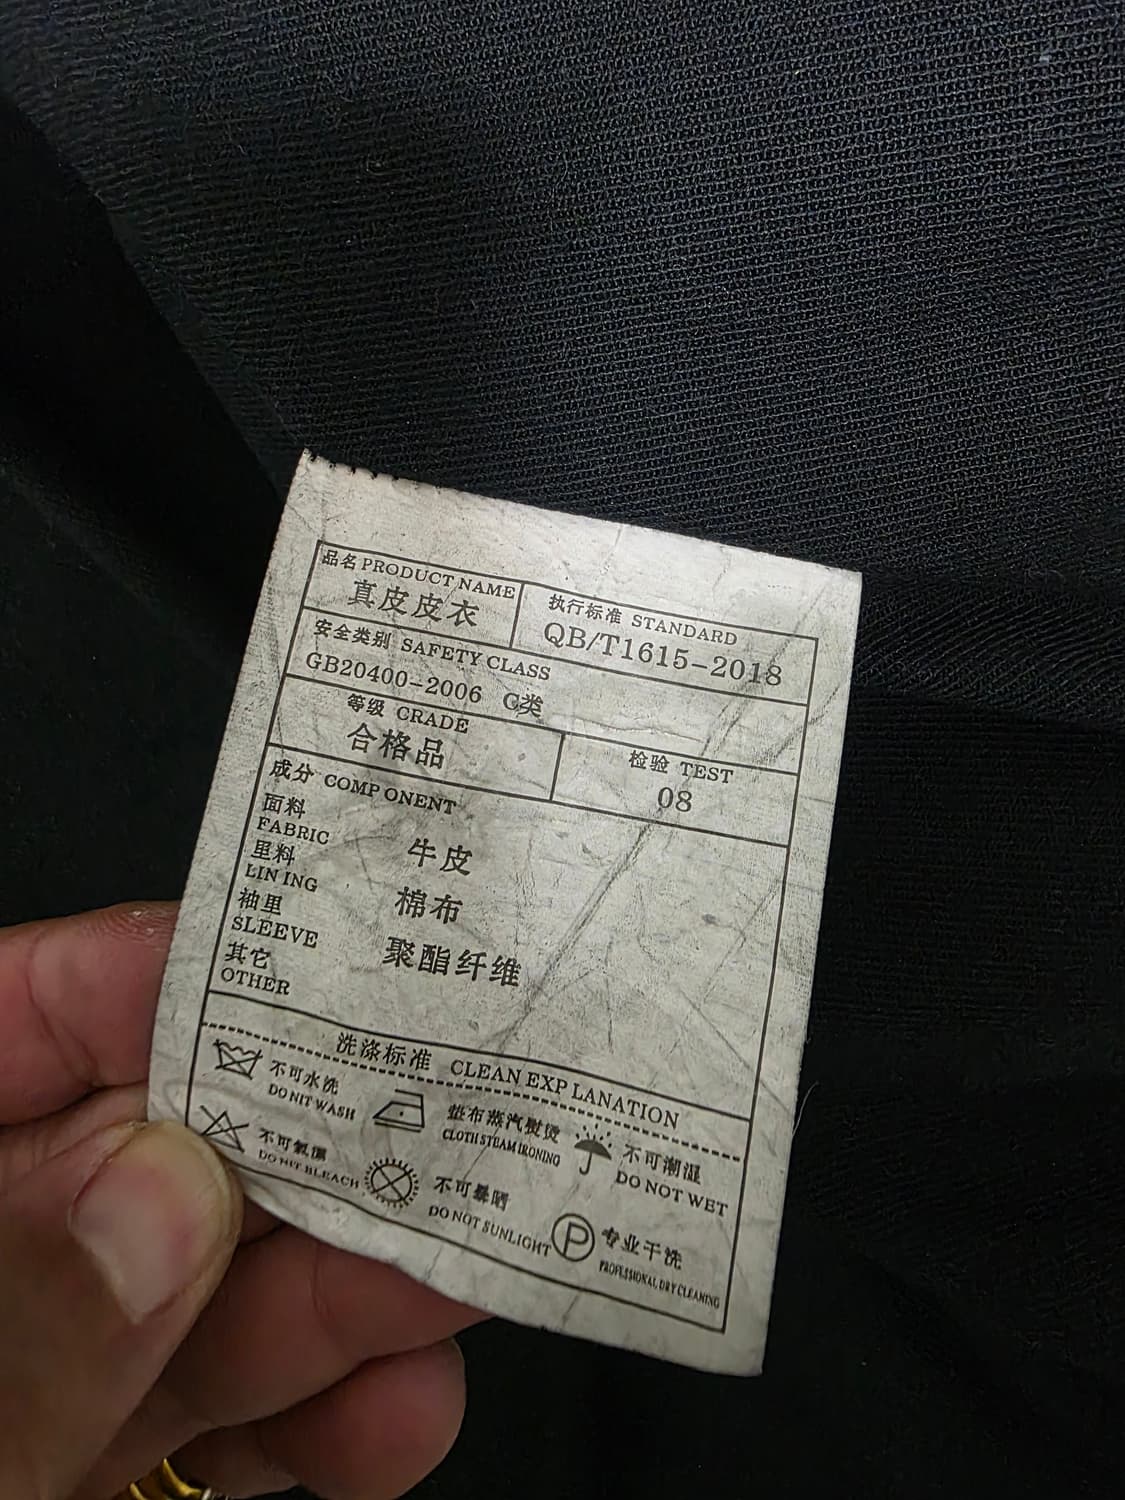 品名 PRODUCT NAME
真皮皮衣
执行标准 STANDARD
QB/T1615-2018
安全类别 SAFETY CLASS
GB20400-2006 C类
等级 CRADE
合格品
检验 TEST
08
成分 COMP ONENT
面料
FABRIC
牛皮
里料
LIN ING
棉布
袖里
SLEEVE
聚酯纤维
其它
OTHER
洗涤标准 CLEAN EXP LANATION
不可水洗
DO NIT WASH
垫布蒸汽熨烫
CLOTH STEAM IRONING
不可潮湿
DO NOT WET
不可氯漂
DO NIT BLEACH
不可暴晒
DO NOT SUNLIGHT
P
专业干洗
PROFESSIONAL DRY CLEANING